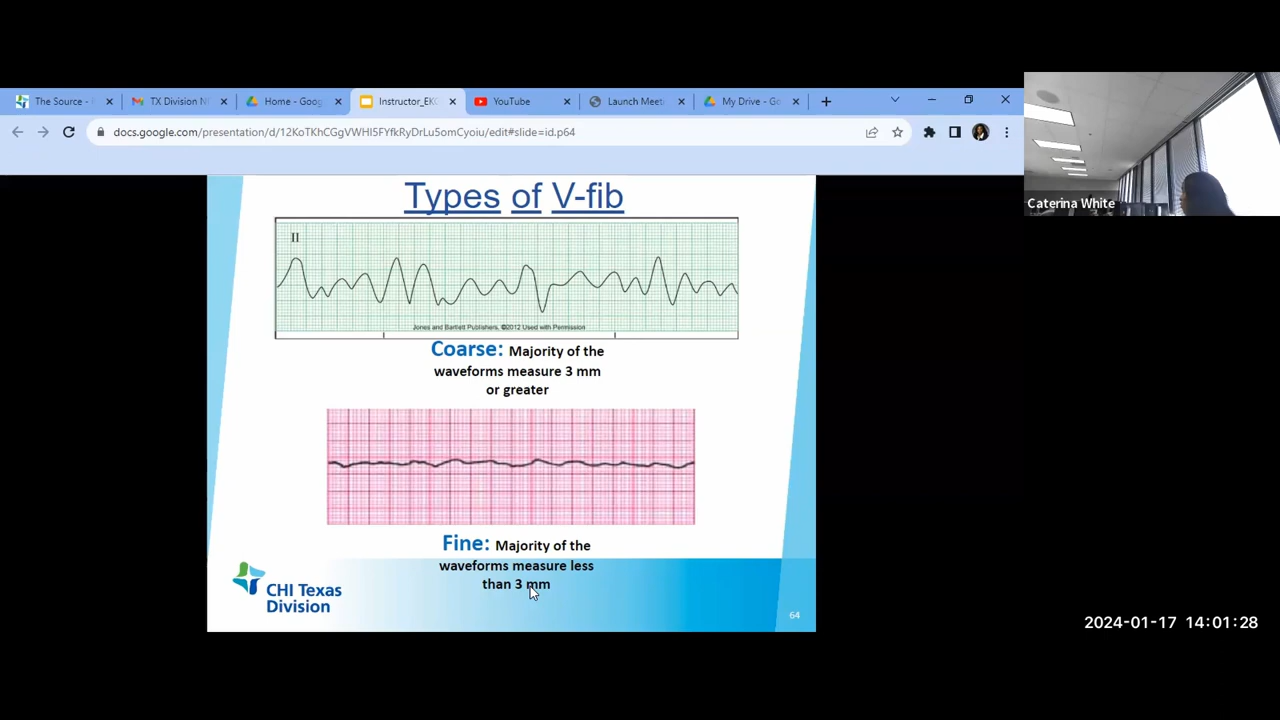 The Source -
TX Division N
Home - Goog
Instructor_EK
YouTube
Launch Meet
My Drive - Go
docs.google.com/presentation/d/12KoTKhCGgVWHI5FYfkRyDrLu5omCyoiu/edit#slide=id.p64
Caterina White
Types of V-fib
II
Jones and Bartlett Publishers, ©2012 Used with Permission
Coarse: Majority of the
waveforms measure 3 mm
or greater
Fine: Majority of the
waveforms measure less
than 3 mm
CHI Texas
Division
64
2024-01-17 14:01:28